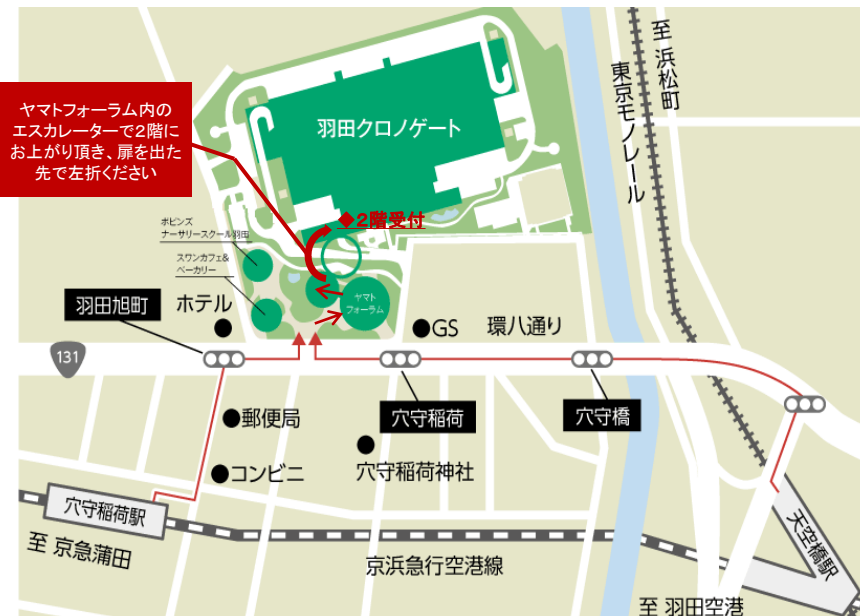 至 浜松町
東京モノレール
ヤマトフォーラム内の
エスカレーターで2階に
お上がり頂き、扉を出た
先で左折ください
羽田クロノゲート
◆2階受付
ポピンズ
ナーサリースクール羽田
スワンカフェ&
ベーカリー
ヤマト
フォーラム
羽田旭町
ホテル
GS
環八通り
131
郵便局
穴守稲荷
穴守橋
コンビニ
穴守稲荷神社
穴守稲荷駅
天空橋駅
至 京急蒲田
京浜急行空港線
至 羽田空港